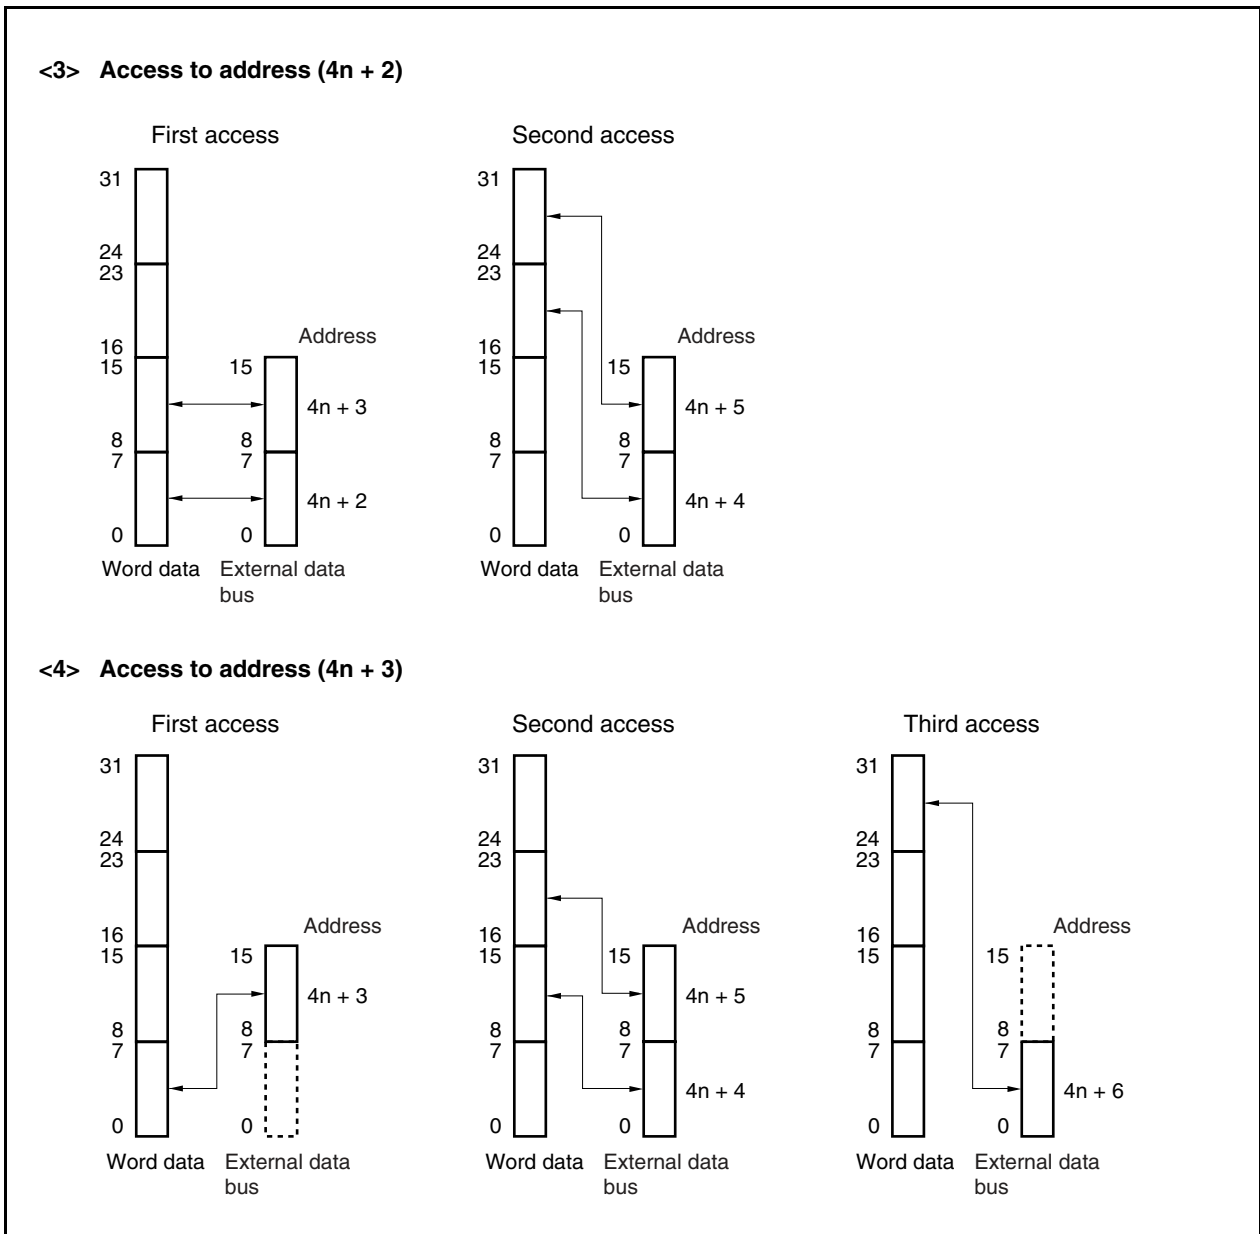 <3> Access to address (4n + 2)
First access
31
24
23
16
15
8
7
0
Word data
Address
15
8
7
0
4n + 3
4n + 2
External data
bus
Second access
31
24
23
16
15
8
7
0
Word data
Address
15
8
7
0
4n + 5
4n + 4
External data
bus
<4> Access to address (4n + 3)
First access
31
24
23
16
15
8
7
0
Word data
Address
15
8
7
0
4n + 3
External data
bus
Second access
31
24
23
16
15
8
7
0
Word data
Address
15
8
7
0
4n + 5
4n + 4
External data
bus
Third access
31
24
23
16
15
8
7
0
Word data
Address
15
8
7
0
4n + 6
External data
bus